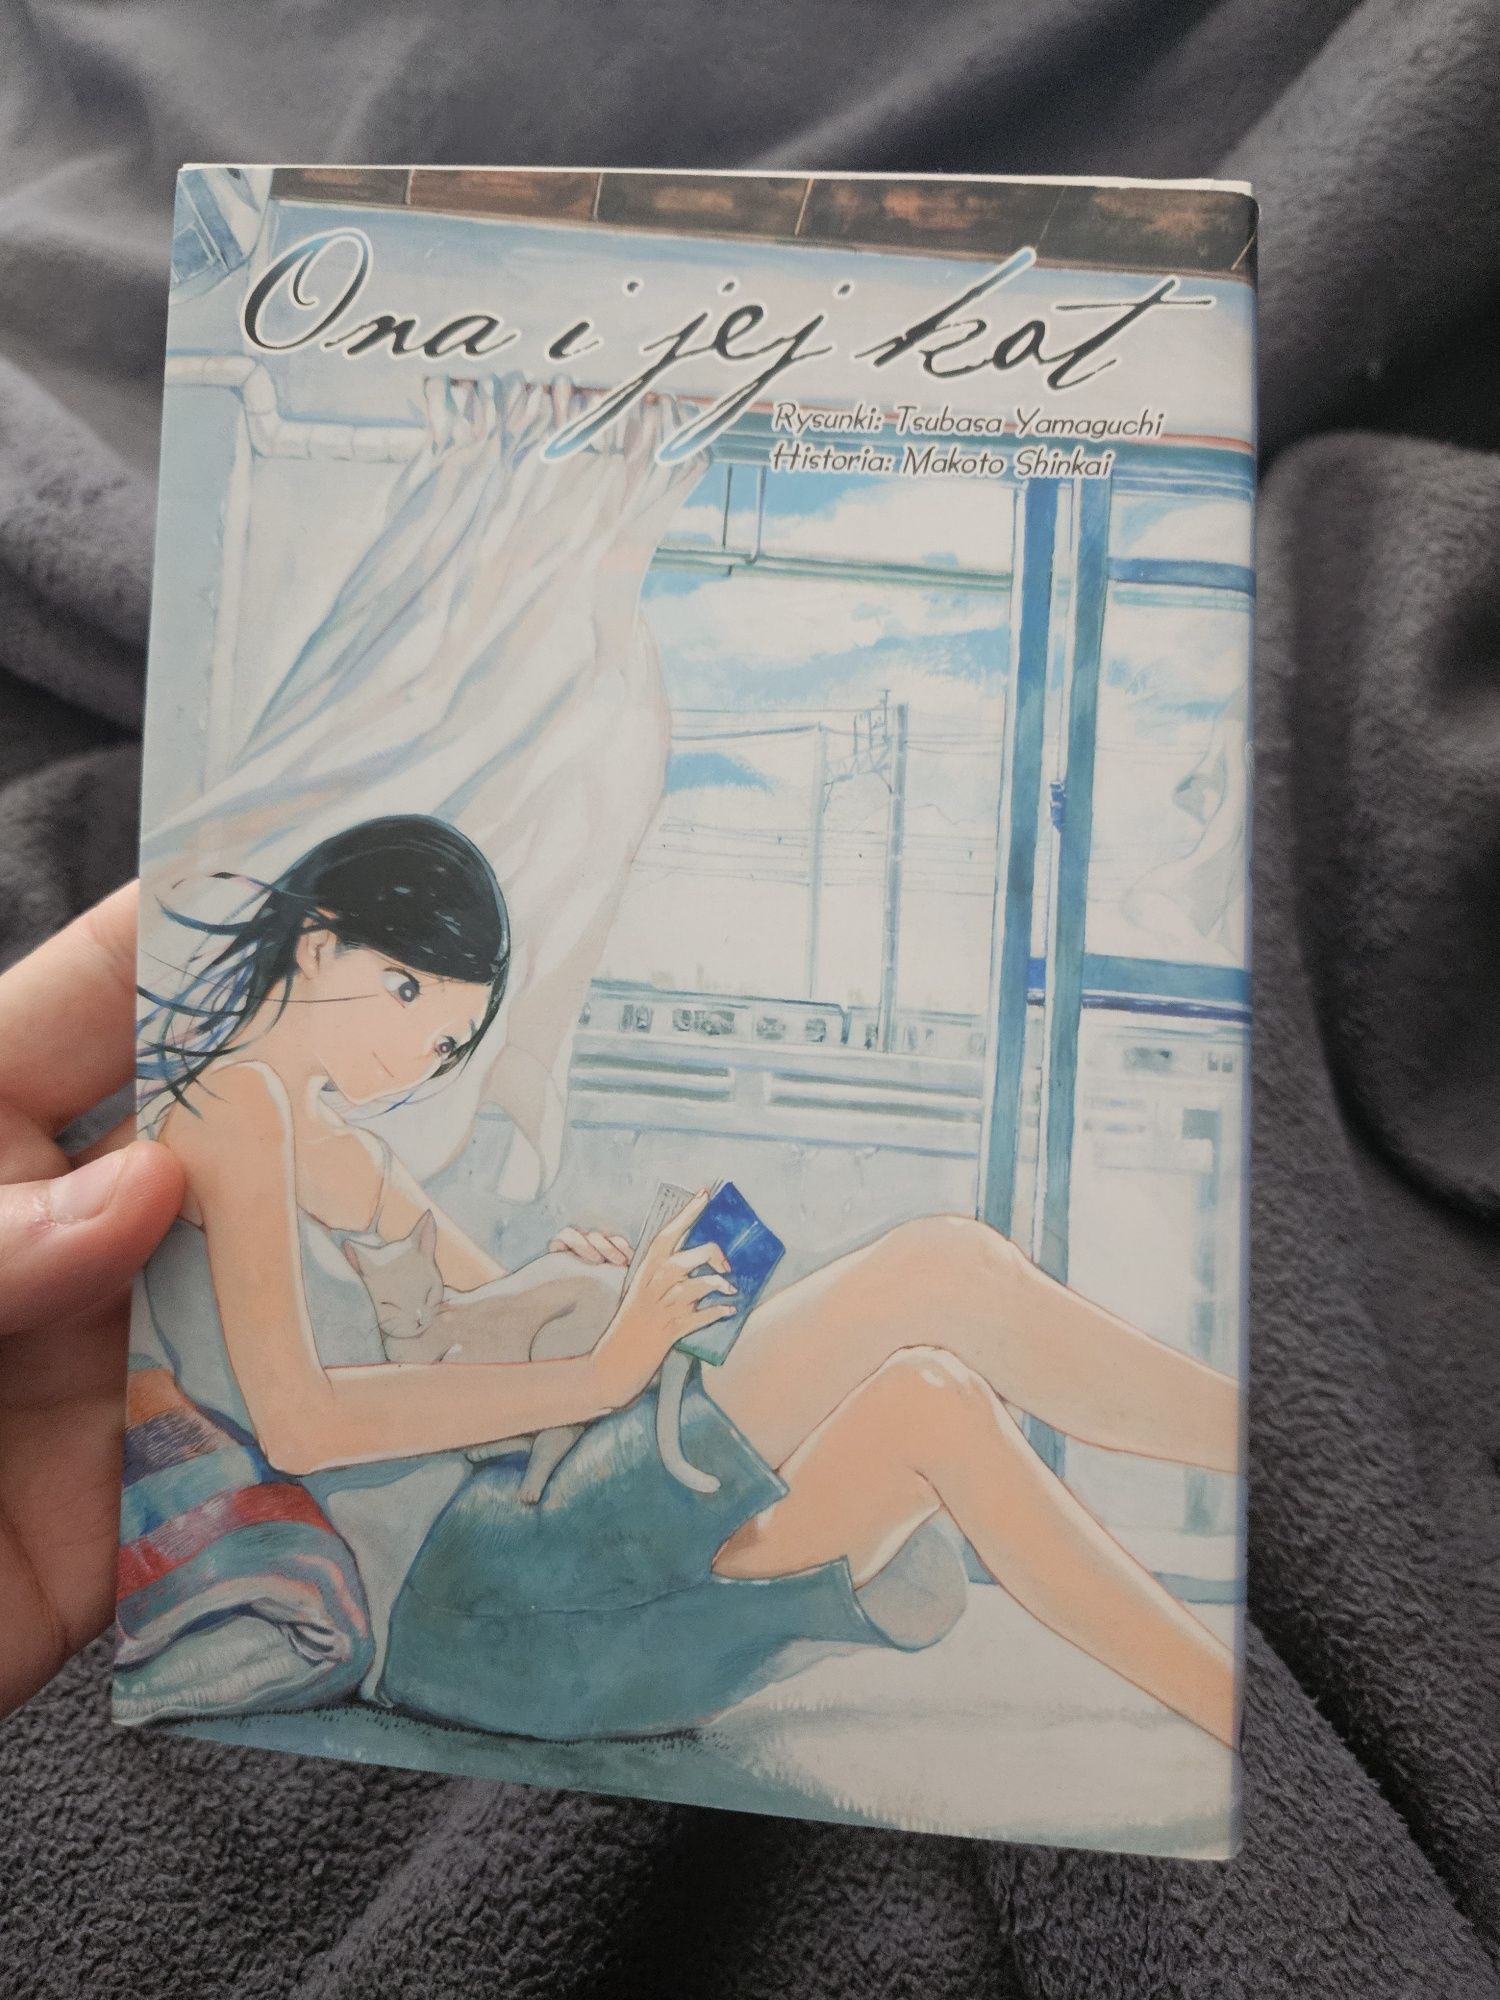 Ona i jej kot
Rysunki: Tsubasa Yamaguchi
Historia: Makoto Shinkai